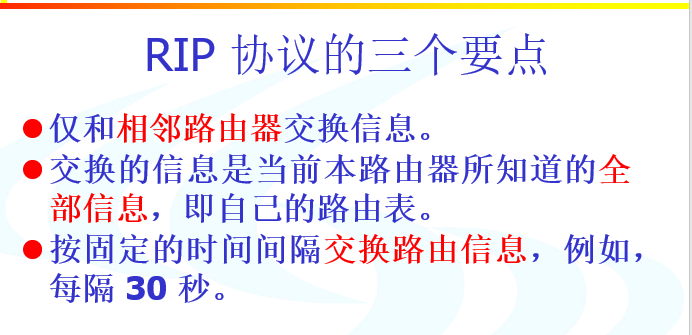 RIP 协议的三个要点
●仅和相邻路由器交换信息。
●交换的信息是当前本路由器所知道的全
部信息，即自己的路由表。
●按固定的时间间隔交换路由信息，例如，
每隔 30 秒。